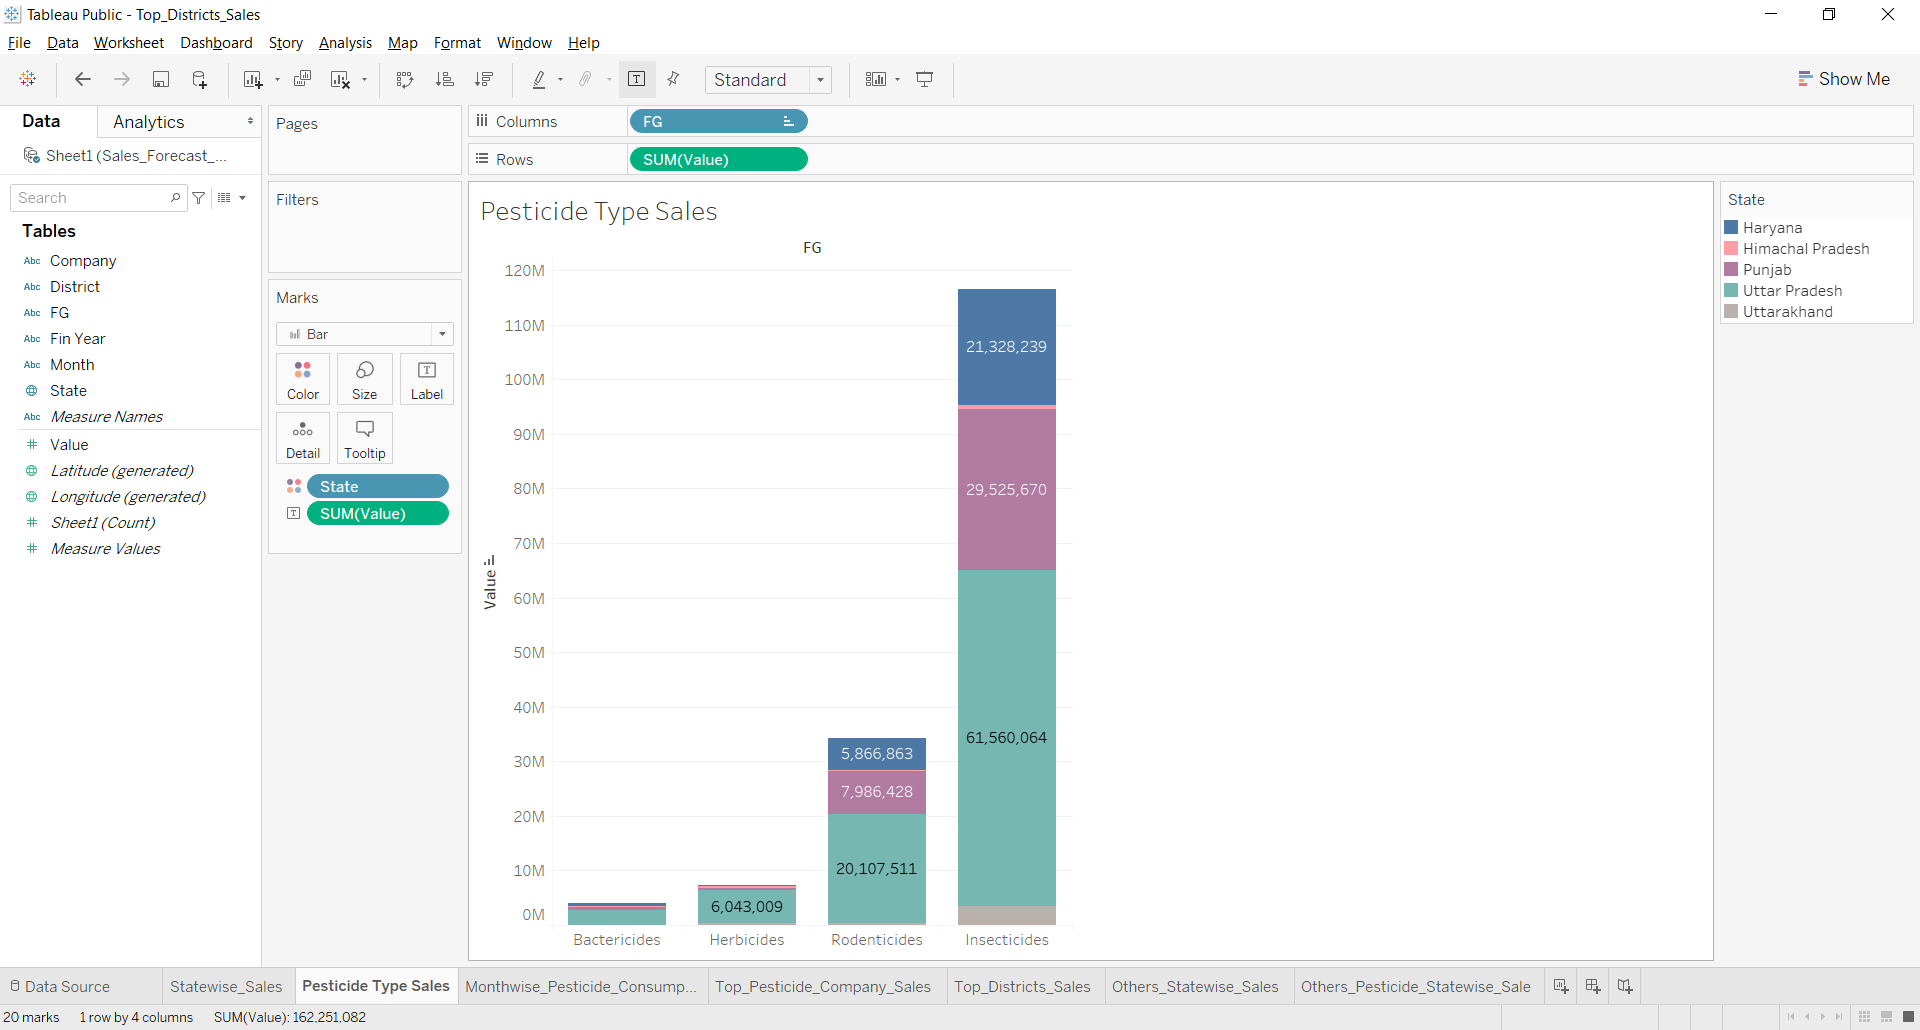 Tableau Public - Top_Districts_Sales
File Data Worksheet Dashboard Story Analysis Map Format Window Help
Standard
Show Me
Data Analytics
Sheet1 (Sales_Forecast_...
Search
Tables
Abc Company
Abc District
Abc FG
Abc Fin Year
Abc Month
State
Abc Measure Names
Value
Latitude (generated)
Longitude (generated)
Sheet1 (Count)
Measure Values
Pages
Filters
Marks
Bar
Color Size Label
Detail Tooltip
State
SUM(Value)
Columns FG
Rows SUM(Value)
Pesticide Type Sales
FG
120M
110M
100M
90M
80M
70M
60M
50M
40M
30M
20M
10M
0M
Value
21,328,239
29,525,670
61,560,064
5,866,863
7,986,428
20,107,511
6,043,009
Bactericides Herbicides Rodenticides Insecticides
State
Haryana
Himachal Pradesh
Punjab
Uttar Pradesh
Uttarakhand
Data Source Statewise_Sales Pesticide Type Sales Monthwise_Pesticide_Consump... Top_Pesticide_Company_Sales Top_Districts_Sales Others_Statewise_Sales Others_Pesticide_Statewise_Sale
20 marks 1 row by 4 columns SUM(Value): 162,251,082